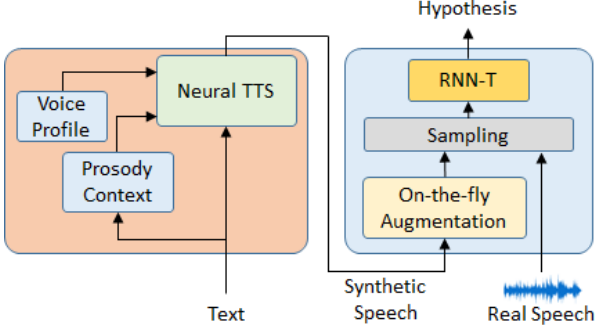 Hypothesis
RNN-T
Neural TTS
Voice
Profile
Sampling
Prosody
Context
On-the-fly
Augmentation
Synthetic
Speech
Text
Real Speech